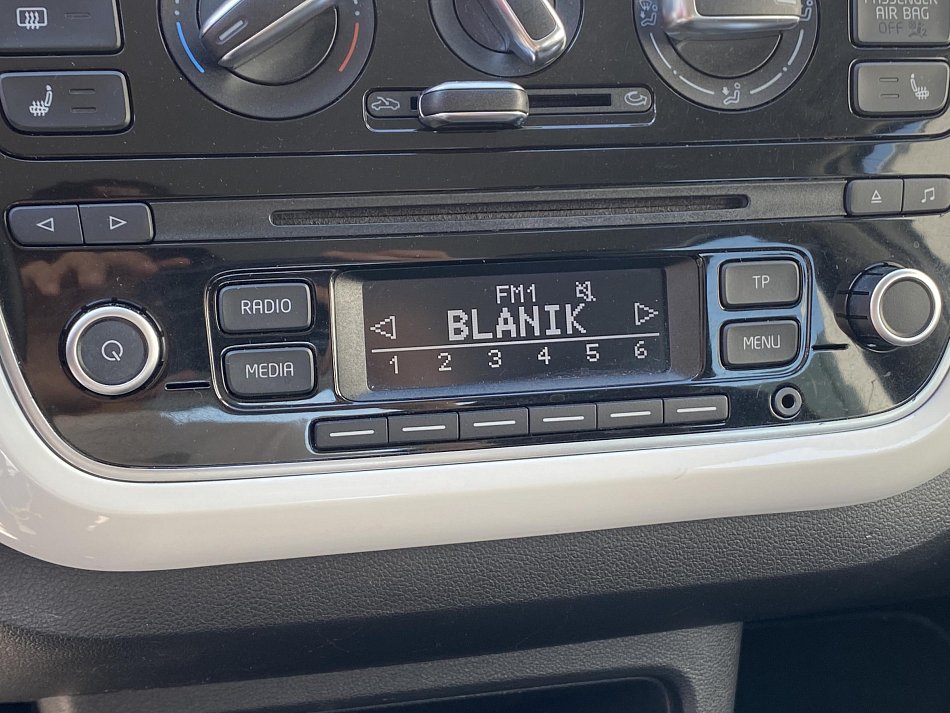 PASSENGER
AIR BAG
OFF
RADIO
MEDIA
FM1
BLANIK
1 2 3 4 5 6
TP
MENU